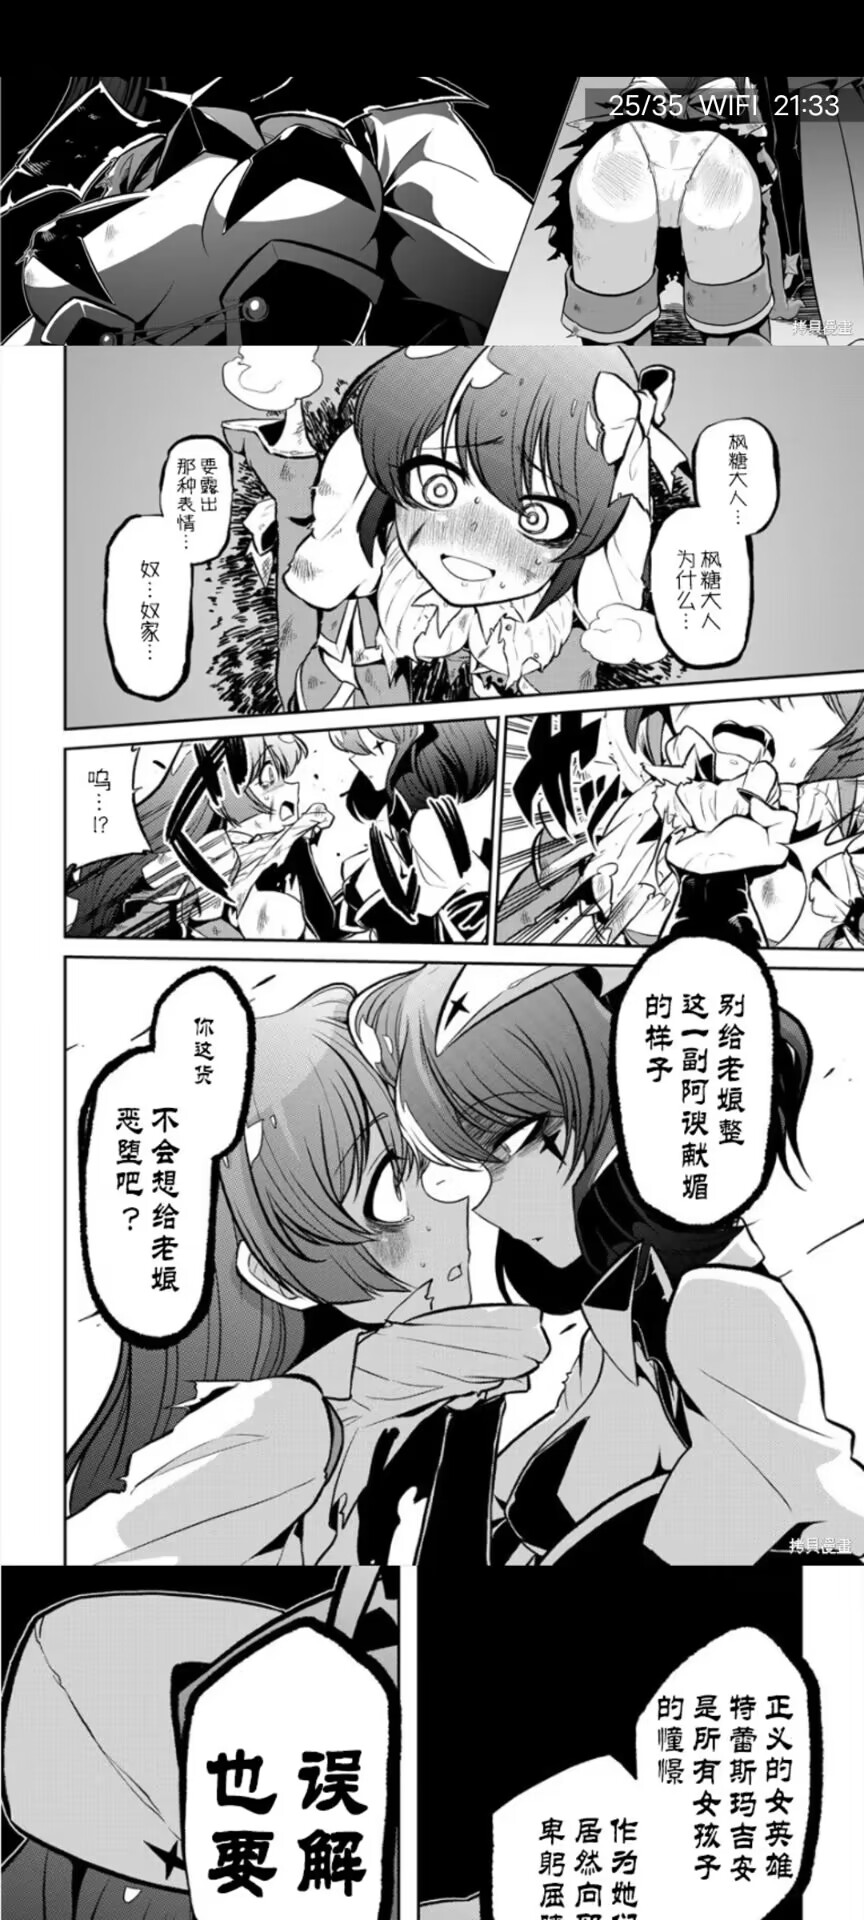 25/35 WIFI 21:33
拷貝漫畫
枫糖大人…
枫糖大人
为什么…
要露出
那种表情…
奴…奴家…
呜…!?
别给老娘整
这一副阿谀献媚
的样子
你这货
不会想给老娘
恶堕吧？
拷貝漫畫
正义的女英雄
特蕾斯玛吉安
是所有女孩子
的憧憬
作为她们
居然向
卑躬屈
误解
也要